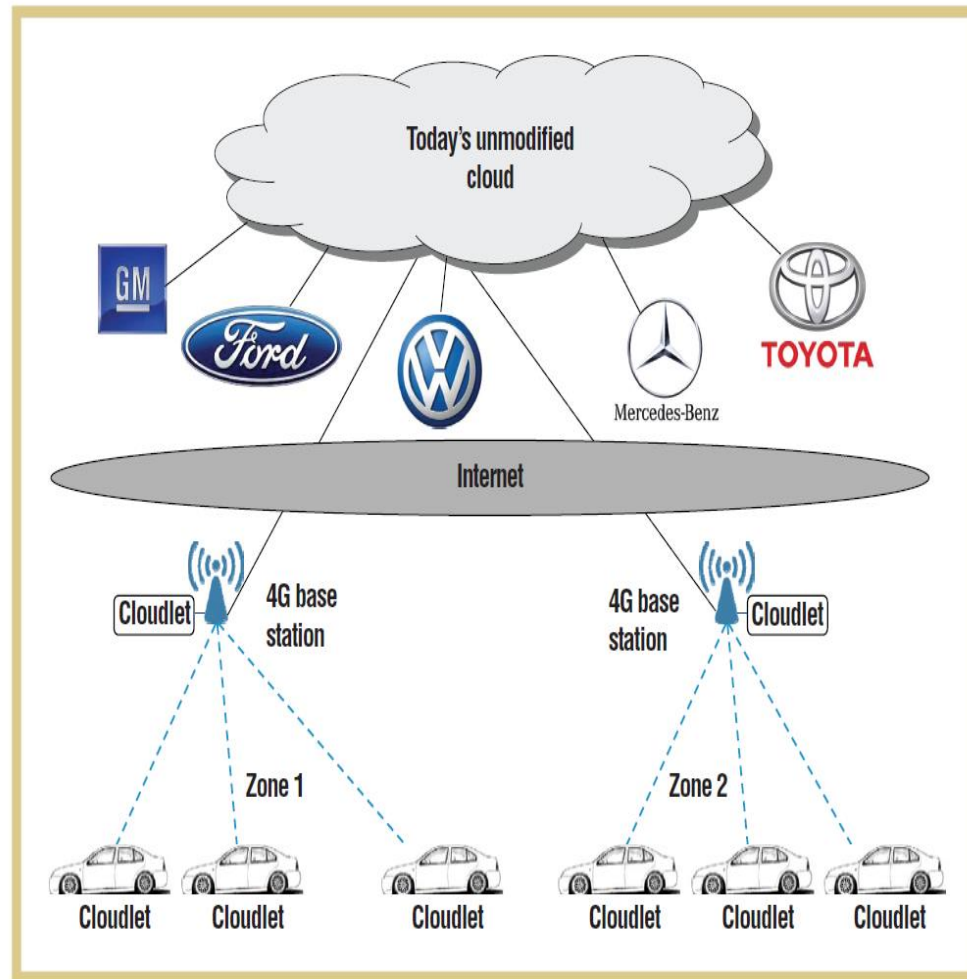 Today's unmodified
cloud
GM
Ford
VW
Mercedes-Benz
TOYOTA
Internet
Cloudlet
4G base
station
4G base
station
Cloudlet
Zone 1
Zone 2
Cloudlet
Cloudlet
Cloudlet
Cloudlet
Cloudlet
Cloudlet